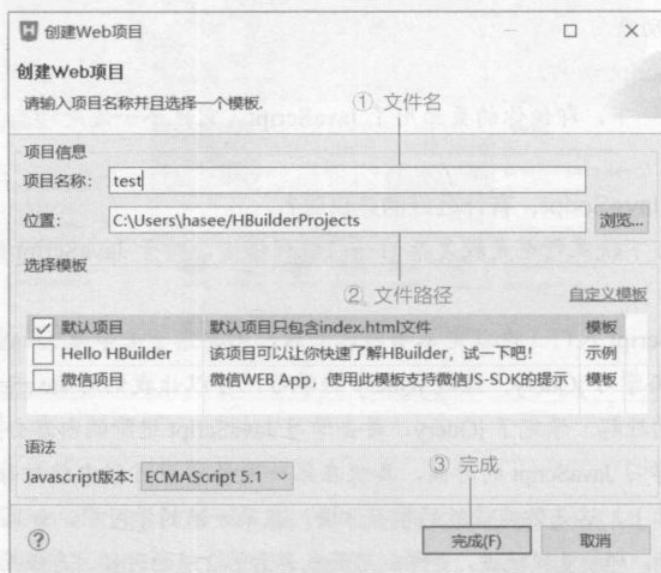 创建Web项目
创建Web项目
请输入项目名称并且选择一个模板.
① 文件名
项目信息
项目名称: test
位置: C:\Users\hasee/HBuilderProjects 浏览...
选择模板
② 文件路径
自定义模板
默认项目 默认项目只包含index.html文件 模板
Hello HBuilder 该项目可以让你快速了解HBuilder，试一下吧! 示例
微信项目 微信WEB App，使用此模板支持微信JS-SDK的提示 模板
语法
③ 完成
Javascript版本: ECMAScript 5.1
完成(F) 取消